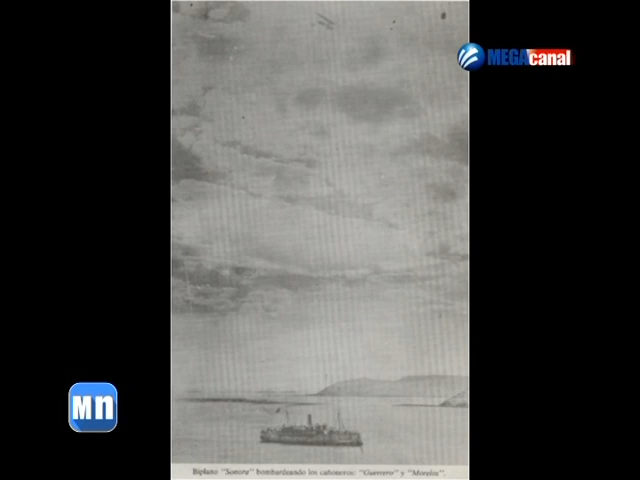 MEGAcanal
Mn
Biplano "Sonora" bombardeando los cañoneros: "Guerrero" y "Morelos".